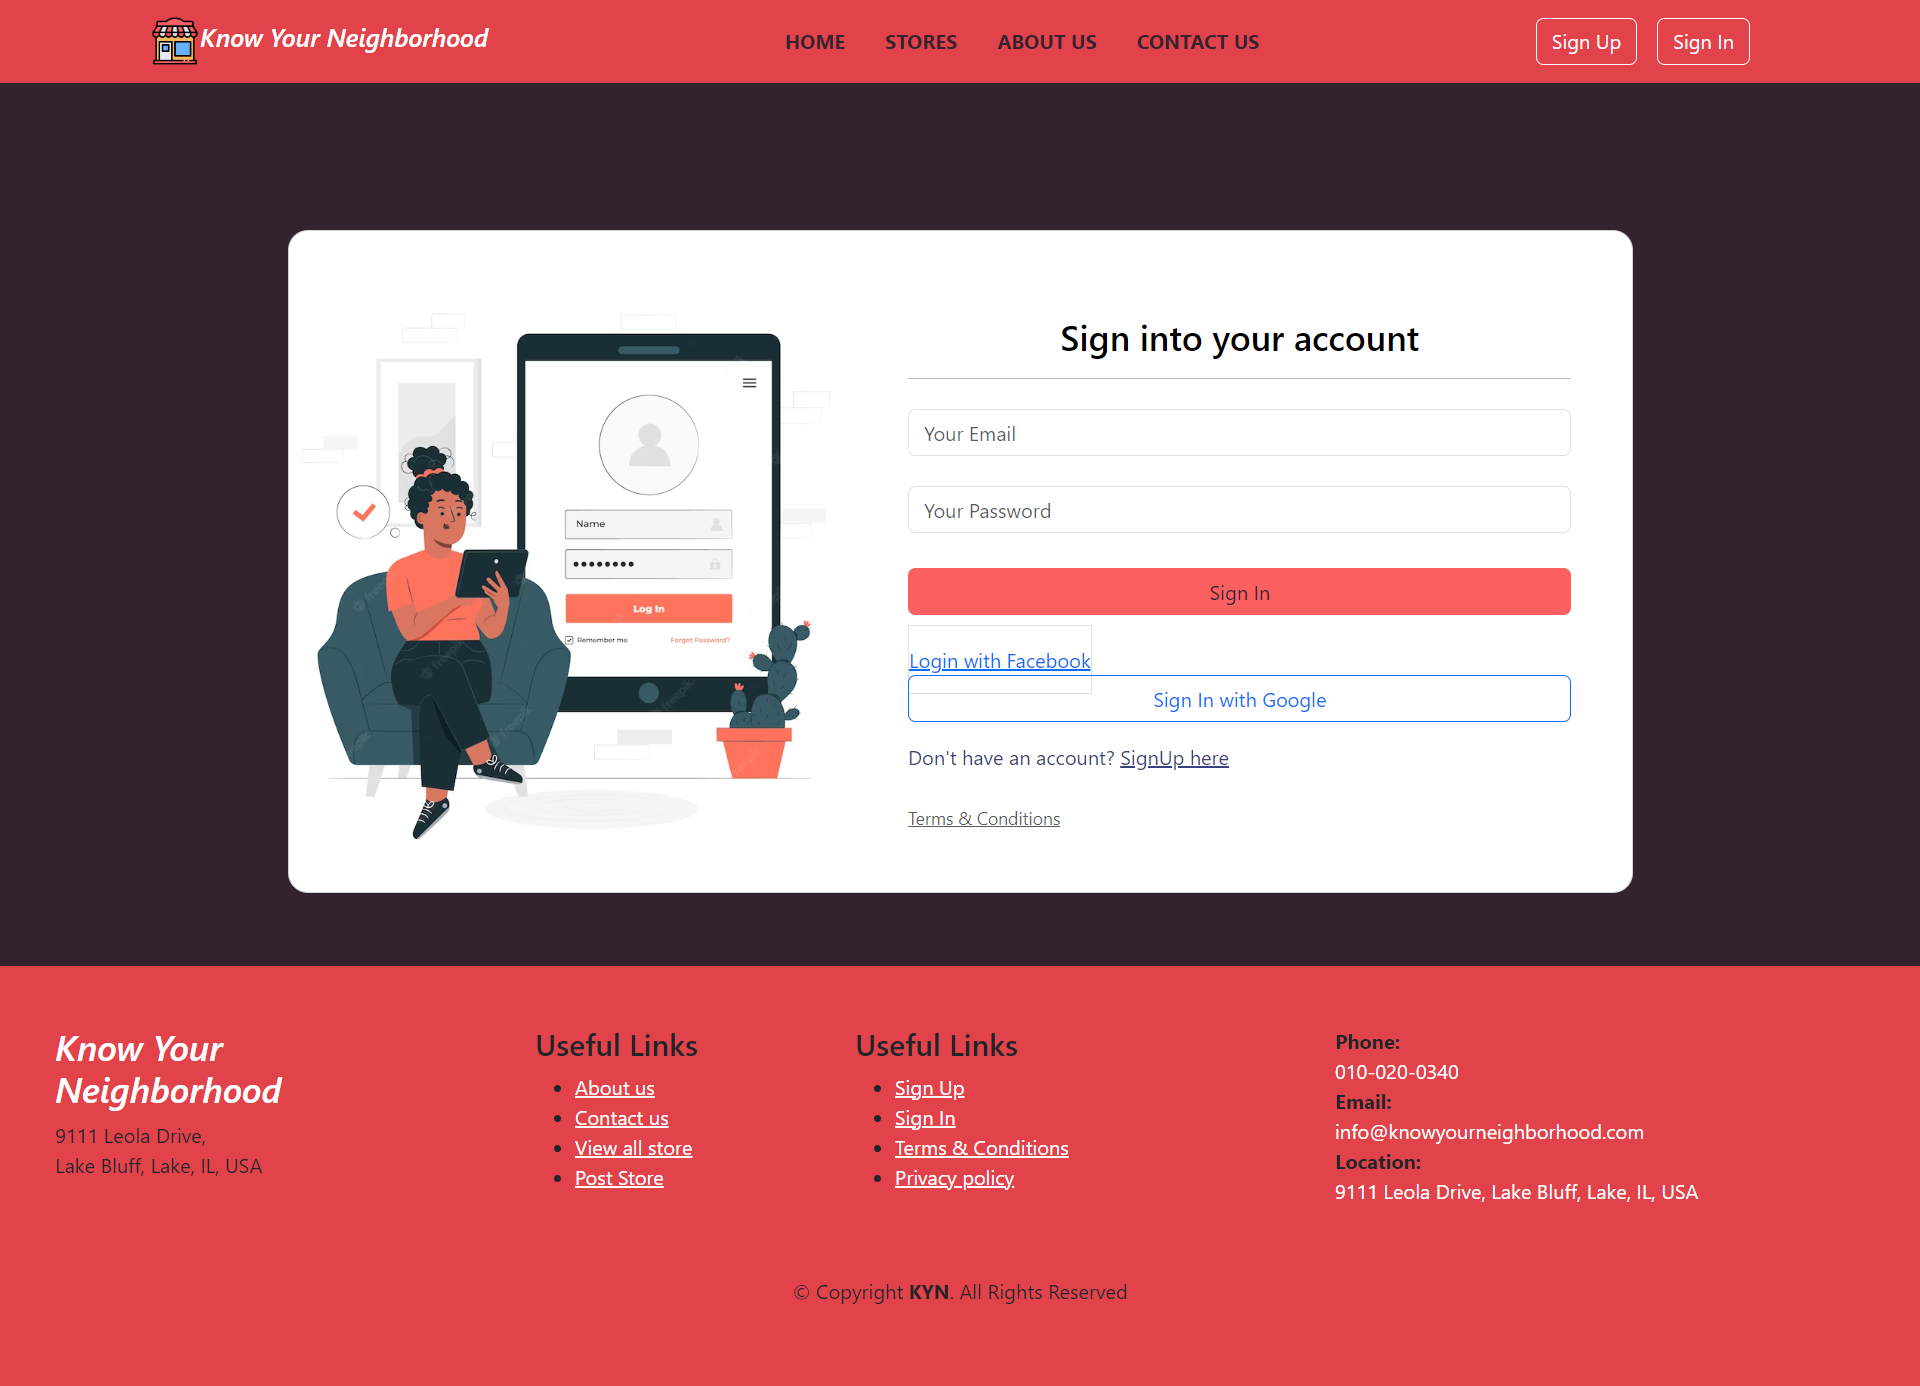 Know Your Neighborhood
HOME
STORES
ABOUT US
CONTACT US
Sign Up
Sign In
Name
Log In
Remember me
Forgot Password?
freepik
freepik
freepik
Sign into your account
Your Email
Your Password
Sign In
Login with Facebook
Sign In with Google
Don't have an account? SignUp here
Terms & Conditions
Know Your
Neighborhood
9111 Leola Drive,
Lake Bluff, Lake, IL, USA
Useful Links
• About us
• Contact us
• View all store
• Post Store
Useful Links
• Sign Up
• Sign In
• Terms & Conditions
• Privacy policy
Phone:
010-020-0340
Email:
info@knowyourneighborhood.com
Location:
9111 Leola Drive, Lake Bluff, Lake, IL, USA
© Copyright KYN. All Rights Reserved